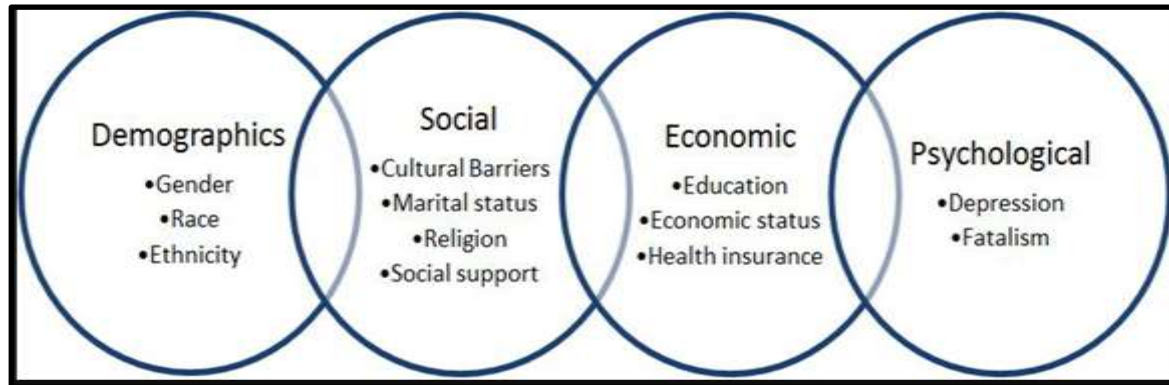 Demographics
•Gender
•Race
•Ethnicity
Social
•Cultural Barriers
•Marital status
•Religion
•Social support
Economic
•Education
•Economic status
•Health insurance
Psychological
•Depression
•Fatalism